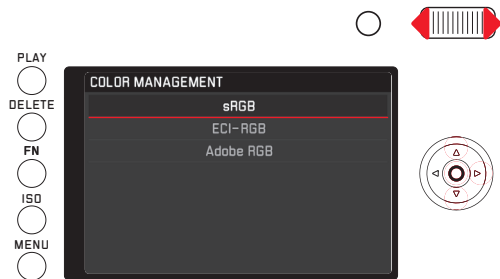 PLAY
COLOR MANAGEMENT
sRGB
DELETE
ECI-RGB
FN
Adobe RGB
ISO
MENU